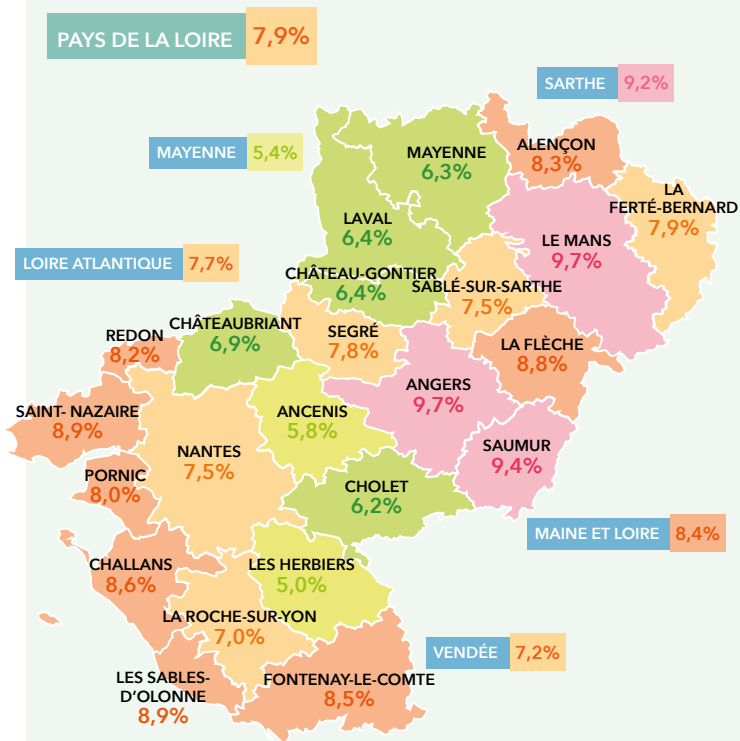 PAYS DE LA LOIRE 7,9%
SARTHE 9,2%
MAYENNE 5,4%
MAYENNE
6,3%
ALENÇON
8,3%
LA
FERTÉ-BERNARD
7,9%
LAVAL
6,4%
LE MANS
9,7%
LOIRE ATLANTIQUE 7,7%
CHÂTEAU-GONTIER
6,4%
SABLÉ-SUR-SARTHE
7,5%
REDON
8,2%
CHÂTEAUBRIANT
6,9%
SEGRÉ
7,8%
LA FLÈCHE
8,8%
SAINT- NAZAIRE
8,9%
NANTES
7,5%
ANCENIS
5,8%
ANGERS
9,7%
SAUMUR
9,4%
PORNIC
8,0%
CHOLET
6,2%
MAINE ET LOIRE 8,4%
CHALLANS
8,6%
LES HERBIERS
5,0%
LA ROCHE-SUR-YON
7,0%
VENDÉE 7,2%
LES SABLES-
D'OLONNE
8,9%
FONTENAY-LE-COMTE
8,5%